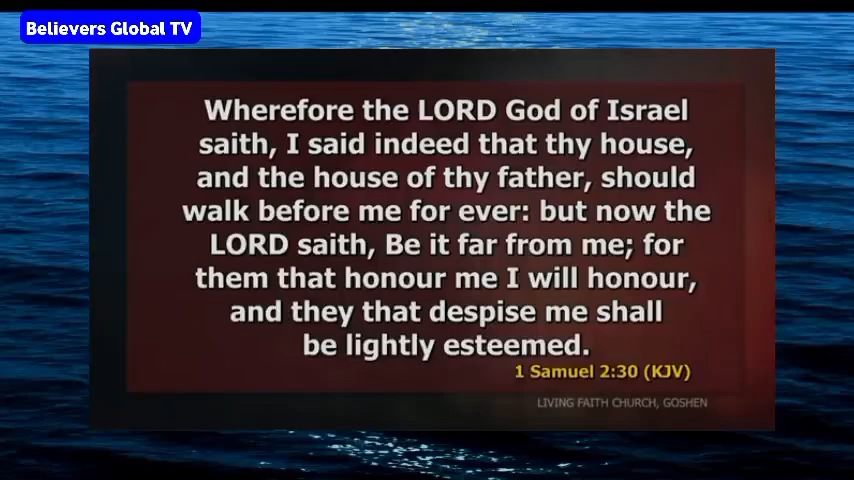 Believers Global TV
Wherefore the LORD God of Israel
saith, I said indeed that thy house,
and the house of thy father, should
walk before me for ever: but now the
LORD saith, Be it far from me; for
them that honour me I will honour,
and they that despise me shall
be lightly esteemed.
1 Samuel 2:30 (KJV)
LIVING FAITH CHURCH, GOSHEN